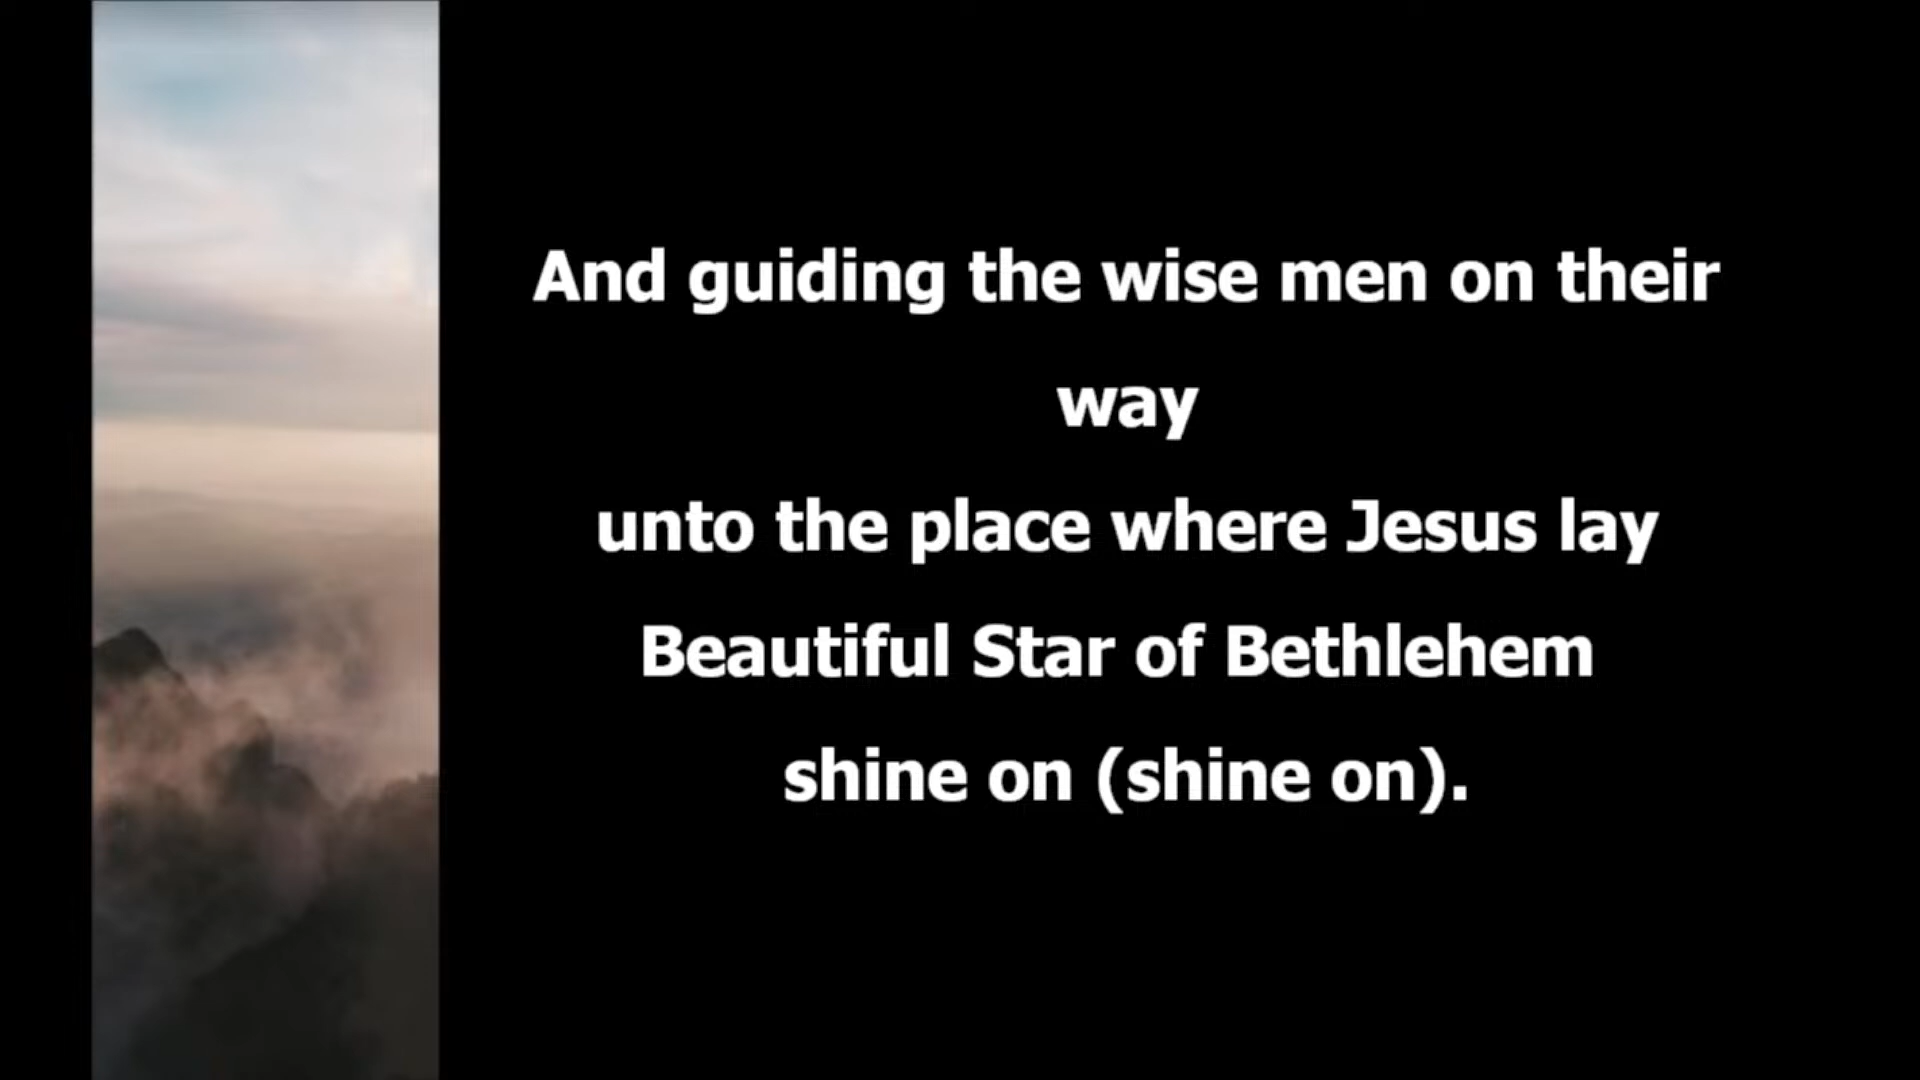 And guiding the wise men on their
way
unto the place where Jesus lay
Beautiful Star of Bethlehem
shine on (shine on).